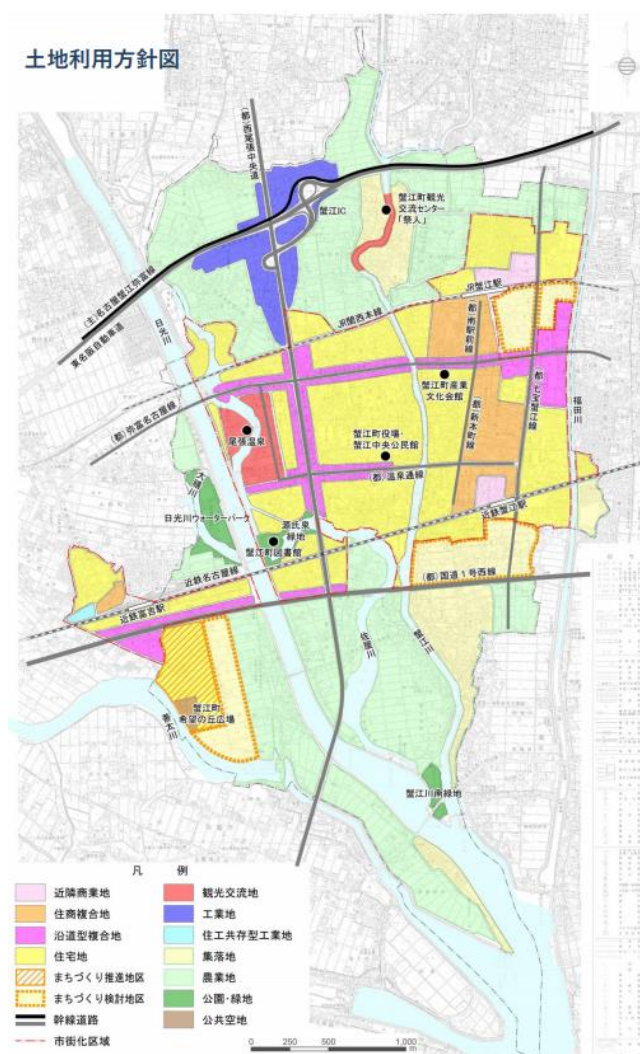 土地利用方針図
(都)西尾張中央道
蟹江IC
蟹江町観光
交流センター
「祭人」
(主)名古屋蟹江弥富線
東名阪自動車道
日光川
JR蟹江駅
JR関西本線
(都)南駅前線
(都)弥富名古屋線
蟹江町産業
文化会館
(都)新本町線
(都)七宝蟹江線
福田川
尾張温泉
蟹江町役場・
蟹江中央公民館
(都)温泉通線
大膳川
日光川ウォーターパーク
源氏泉
緑地
蟹江町図書館
近鉄蟹江駅
近鉄名古屋線
(都)国道1号西線
近鉄富吉駅
佐屋川
蟹江川
蟹江町
希望の丘広場
善太川
蟹江川南緑地
凡 例
近隣商業地
観光交流地
住商複合地
工業地
沿道型複合地
住工共存型工業地
住宅地
集落地
まちづくり推進地区
農業地
まちづくり検討地区
公園・緑地
幹線道路
公共空地
市街化区域
0 250 500 1,000
m